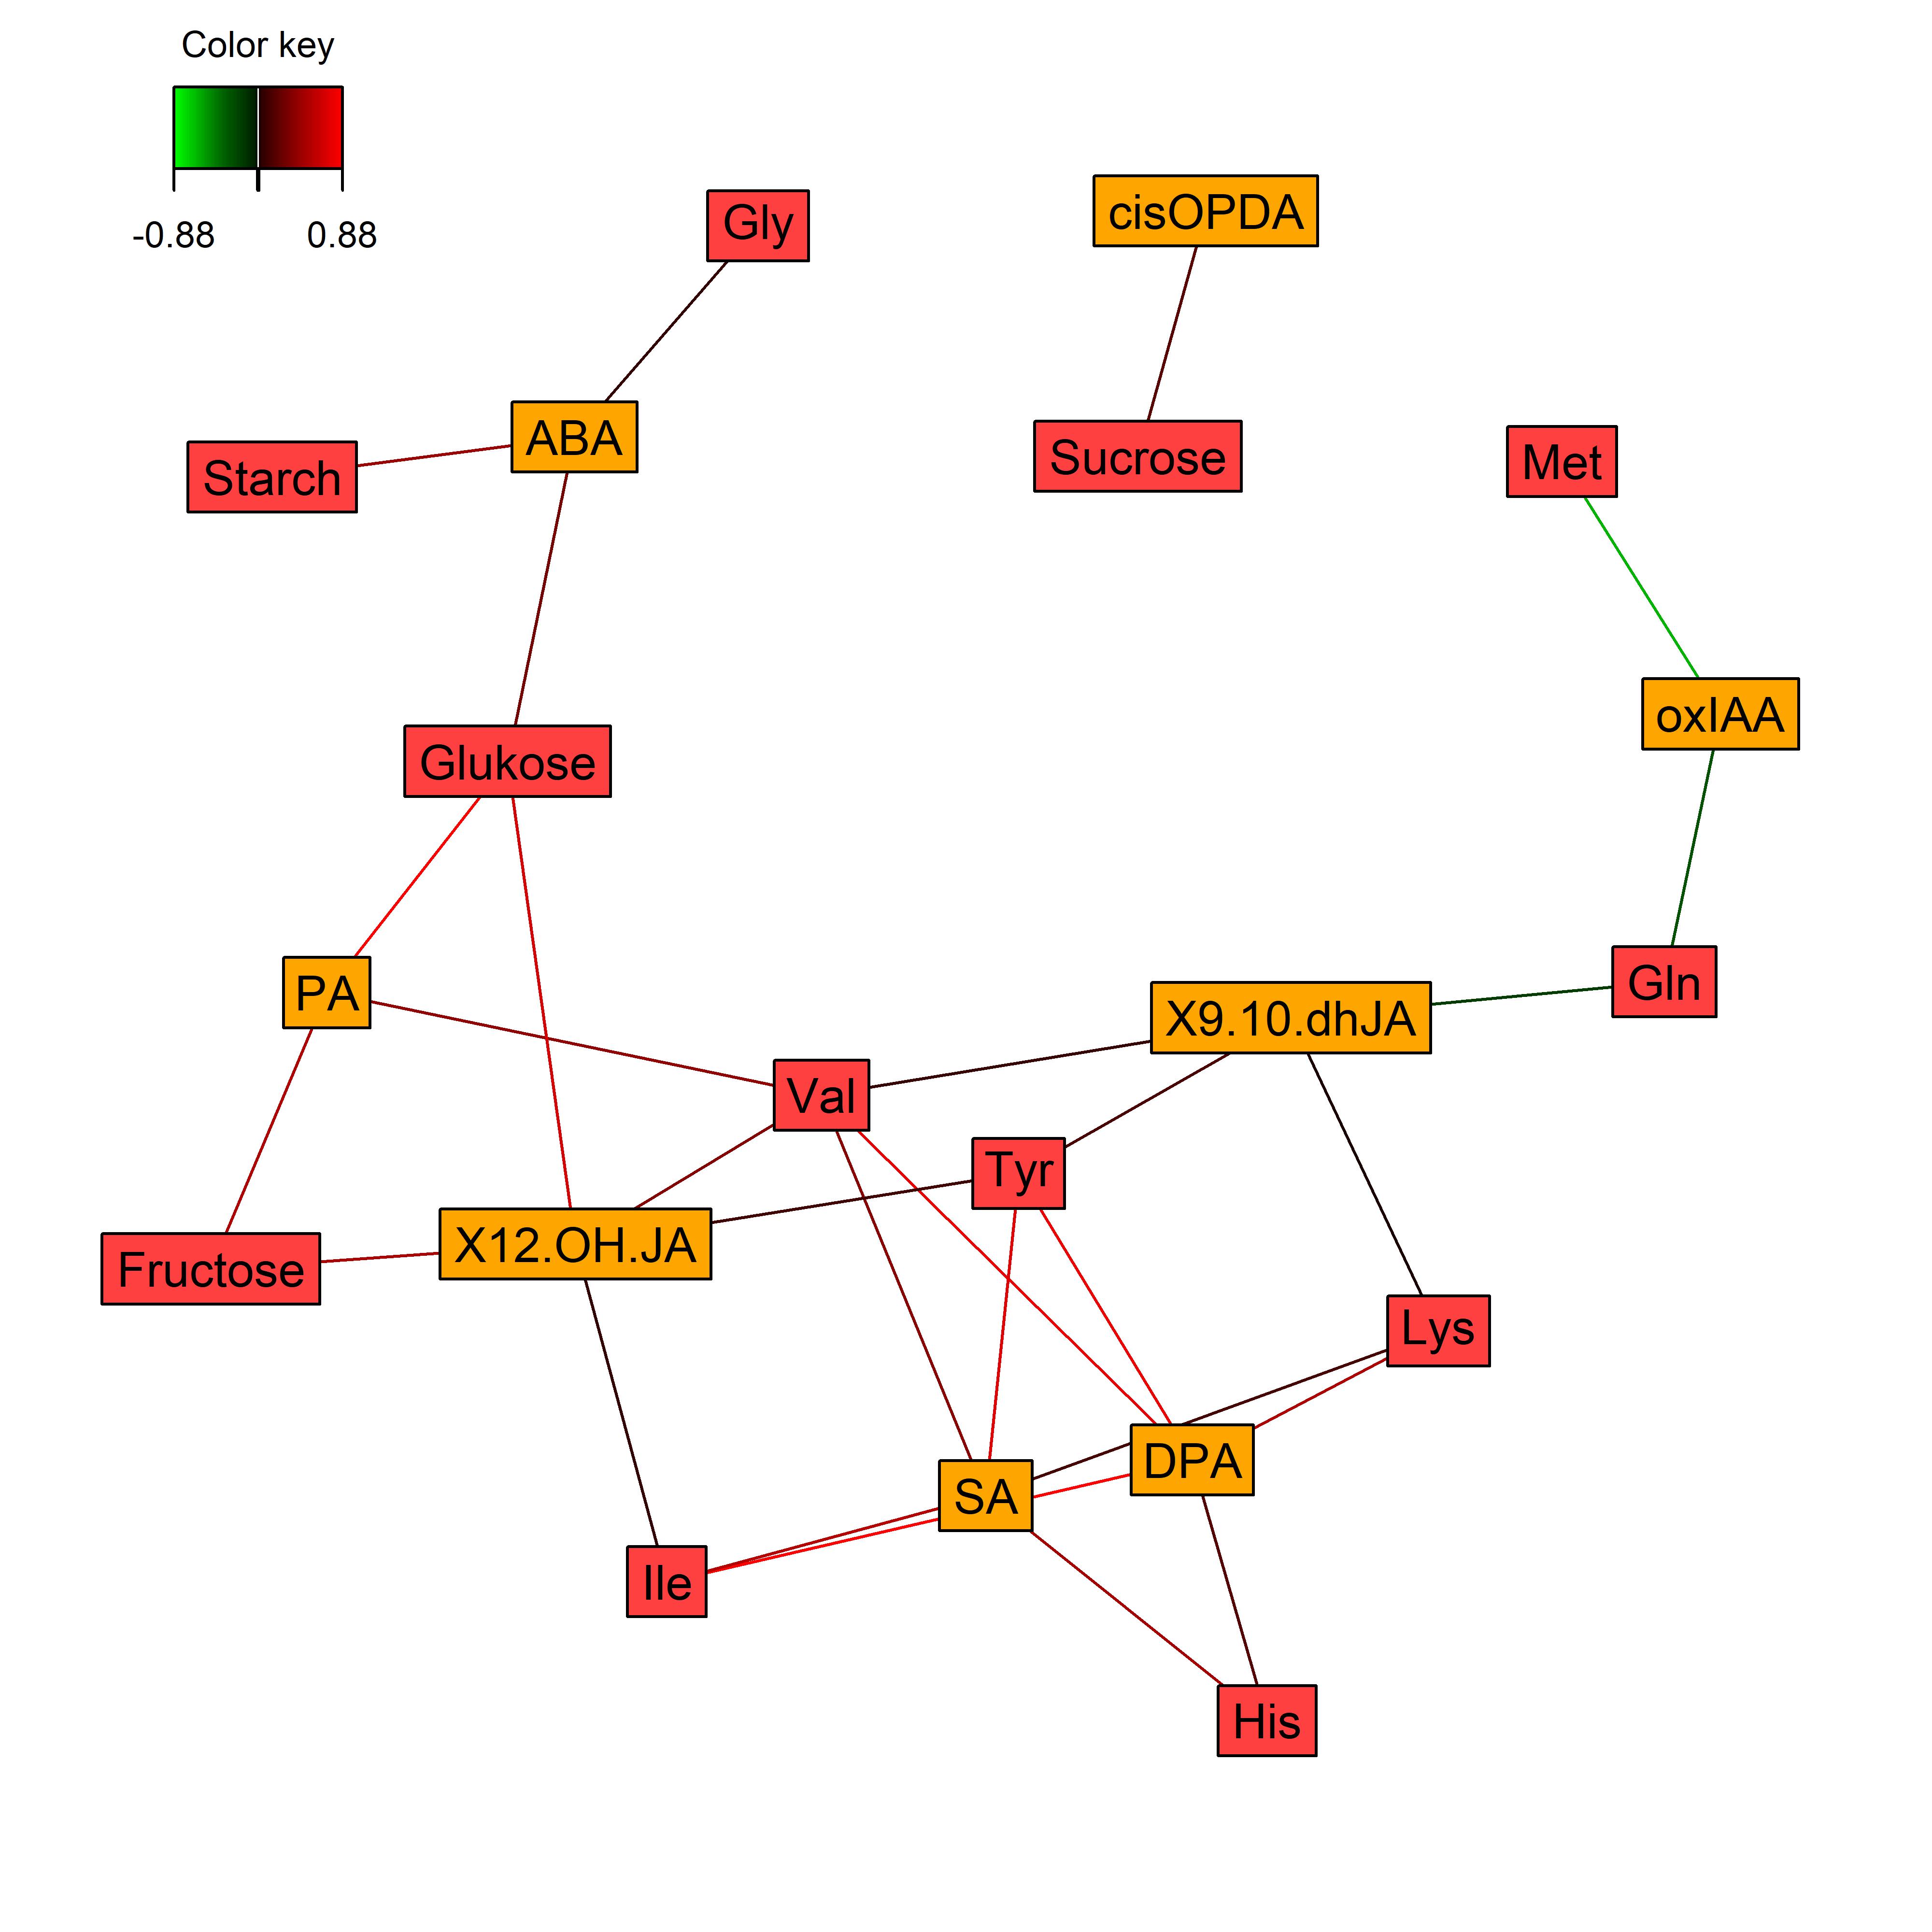 Color key
-0.88 0.88
Gly
cisOPDA
ABA
Starch
Sucrose
Met
oxIAA
Glukose
PA
X9.10.dhJA
Gln
Val
Tyr
X12.OH.JA
Fructose
Lys
DPA
SA
Ile
His